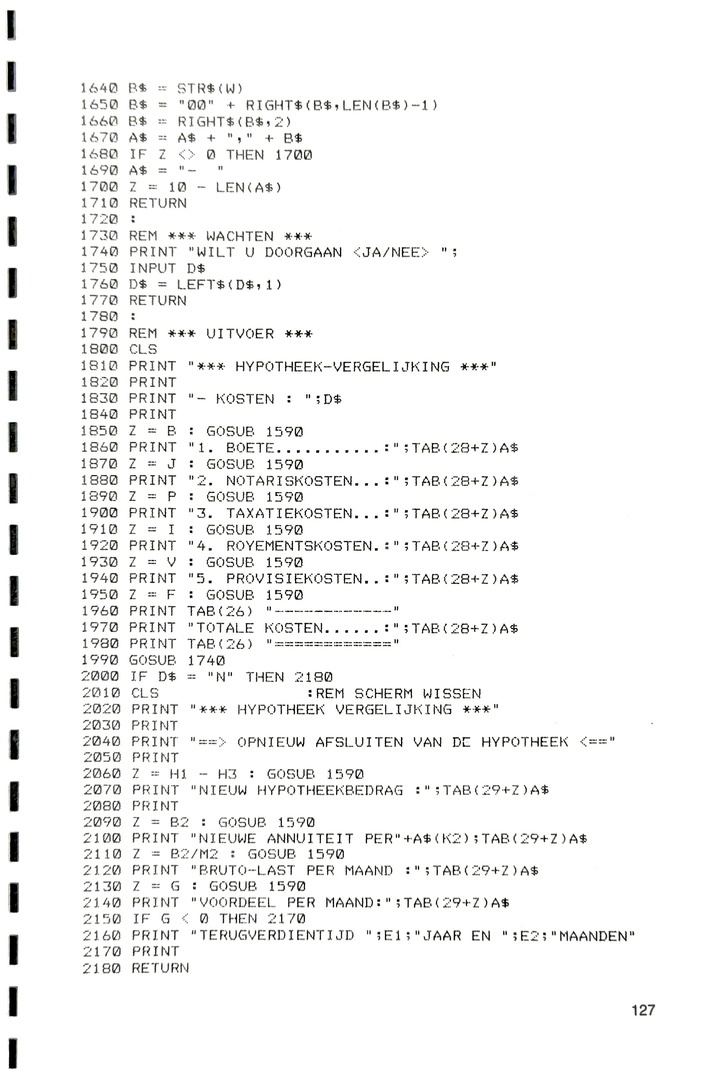 1640 B$ = STR$(W)
1650 B$ = "00" + RIGHT$(B$,LEN(B$)-1)
1660 B$ = RIGHT$(B$,2)
1670 A$ = A$ + "," + B$
1680 IF Z <> 0 THEN 1700
1690 A$ = "-  "
1700 Z = 10 - LEN(A$)
1710 RETURN
1720 :
1730 REM *** WACHTEN ***
1740 PRINT "WILT U DOORGAAN <JA/NEE> ";
1750 INPUT D$
1760 D$ = LEFT$(D$,1)
1770 RETURN
1780 :
1790 REM *** UITVOER ***
1800 CLS
1810 PRINT "*** HYPOTHEEK-VERGELIJKING ***"
1820 PRINT
1830 PRINT "- KOSTEN : ";D$
1840 PRINT
1850 Z = B : GOSUB 1590
1860 PRINT "1. BOETE...........:";TAB(28+Z)A$
1870 Z = J : GOSUB 1590
1880 PRINT "2. NOTARISKOSTEN...:";TAB(28+Z)A$
1890 Z = P : GOSUB 1590
1900 PRINT "3. TAXATIEKOSTEN...:";TAB(28+Z)A$
1910 Z = I : GOSUB 1590
1920 PRINT "4. ROYEMENTSKOSTEN.:";TAB(28+Z)A$
1930 Z = V : GOSUB 1590
1940 PRINT "5. PROVISIEKOSTEN..:";TAB(28+Z)A$
1950 Z = F : GOSUB 1590
1960 PRINT TAB(26) "------------"
1970 PRINT "TOTALE KOSTEN......:";TAB(28+Z)A$
1980 PRINT TAB(26) "============"
1990 GOSUB 1740
2000 IF D$ = "N" THEN 2180
2010 CLS               :REM SCHERM WISSEN
2020 PRINT "*** HYPOTHEEK VERGELIJKING ***"
2030 PRINT
2040 PRINT "==> OPNIEUW AFSLUITEN VAN DE HYPOTHEEK <=="
2050 PRINT
2060 Z = H1 - H3 : GOSUB 1590
2070 PRINT "NIEUW HYPOTHEEKBEDRAG :";TAB(29+Z)A$
2080 PRINT
2090 Z = B2 : GOSUB 1590
2100 PRINT "NIEUWE ANNUITEIT PER"+A$(K2);TAB(29+Z)A$
2110 Z = B2/M2 : GOSUB 1590
2120 PRINT "BRUTO-LAST PER MAAND :";TAB(29+Z)A$
2130 Z = G : GOSUB 1590
2140 PRINT "VOORDEEL PER MAAND:";TAB(29+Z)A$
2150 IF G < 0 THEN 2170
2160 PRINT "TERUGVERDIENTIJD ";E1;"JAAR EN ";E2;"MAANDEN"
2170 PRINT
2180 RETURN
127